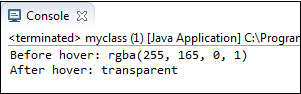 Console
<terminated> myclass (1) [Java Application] C:\Program
Before hover: rgba(255, 165, 0, 1)
After hover: transparent